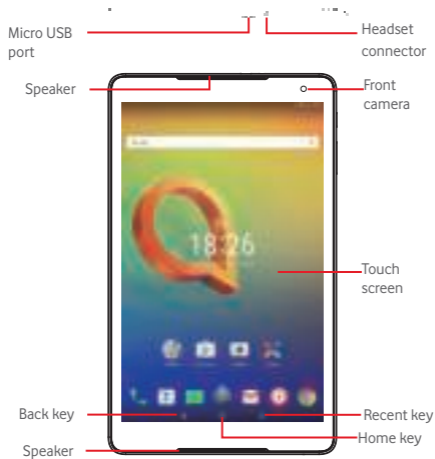 Micro USB
port
Headset
connector
Speaker
Front
camera
18:26
Touch
screen
Back key
Recent key
Home key
Speaker